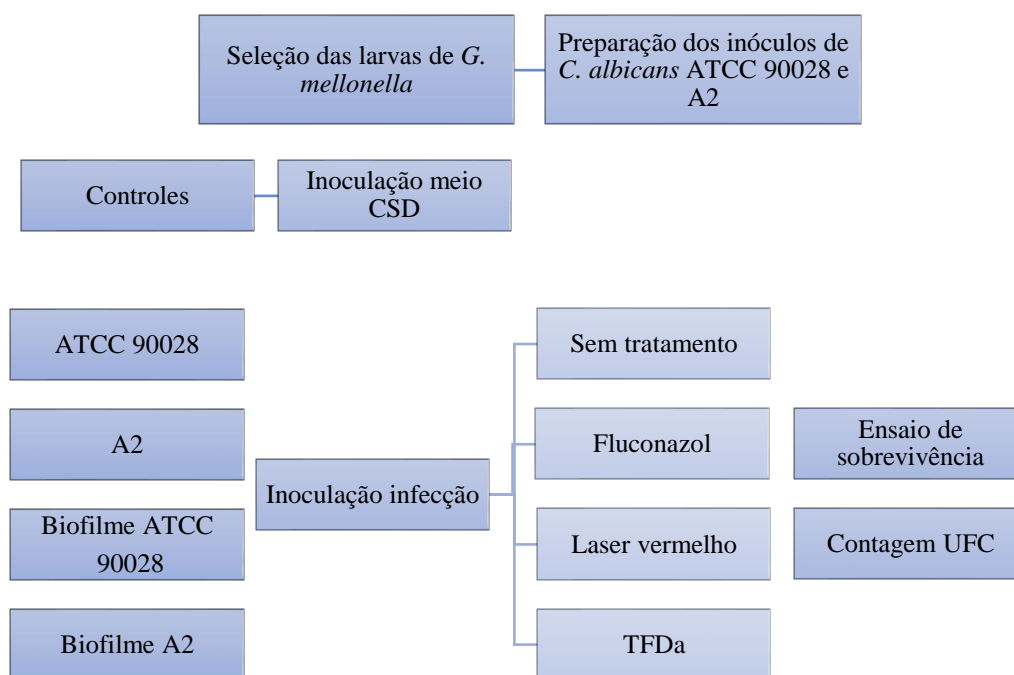 Seleção das larvas de G.
mellonella
Preparação dos inóculos de
C. albicans ATCC 90028 e
A2
Controles
Inoculação meio
CSD
ATCC 90028
A2
Biofilme ATCC
90028
Biofilme A2
Inoculação infecção
Sem tratamento
Fluconazol
Laser vermelho
TFDa
Ensaio de
sobrevivência
Contagem UFC